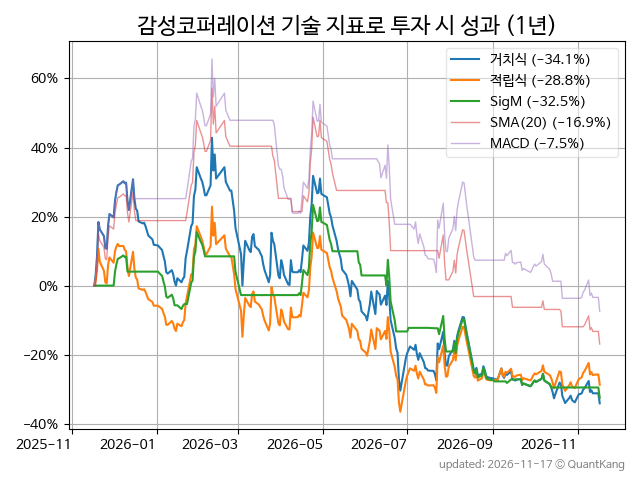 감성코퍼레이션 기술 지표로 투자 시 성과 (1년)
거치식 (−34.1%)
적립식 (−28.8%)
SigM (−32.5%)
SMA(20) (−16.9%)
MACD (−7.5%)
60%
40%
20%
0%
−20%
−40%
2025-11 2026-01 2026-03 2026-05 2026-07 2026-09 2026-11
updated: 2026-11-17 ⓒ QuantKang